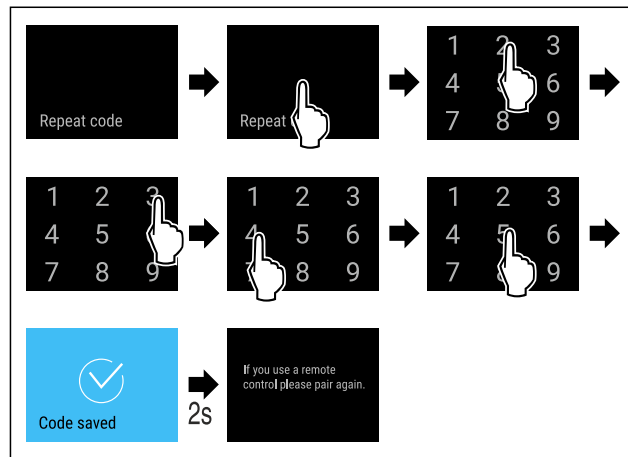 Repeat code
Repeat
1 2 3
4 6
7 8 9
1 2 3
4 5
7 8 9
1 2 3
4 5 6
8 9
1 2 3
4 5 6
7 9
Code saved
2s
If you use a remote
control please pair again.